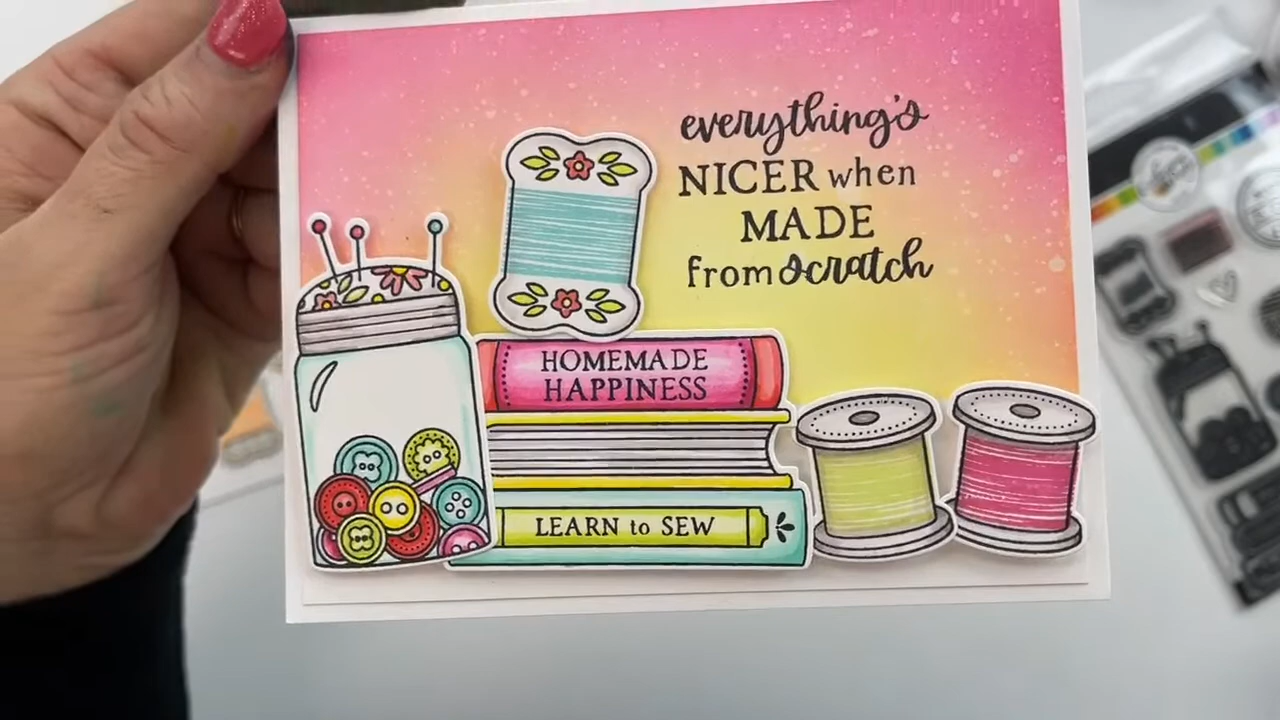 everything's
NICER when
MADE
from scratch
HOMEMADE
HAPPINESS
LEARN to SEW